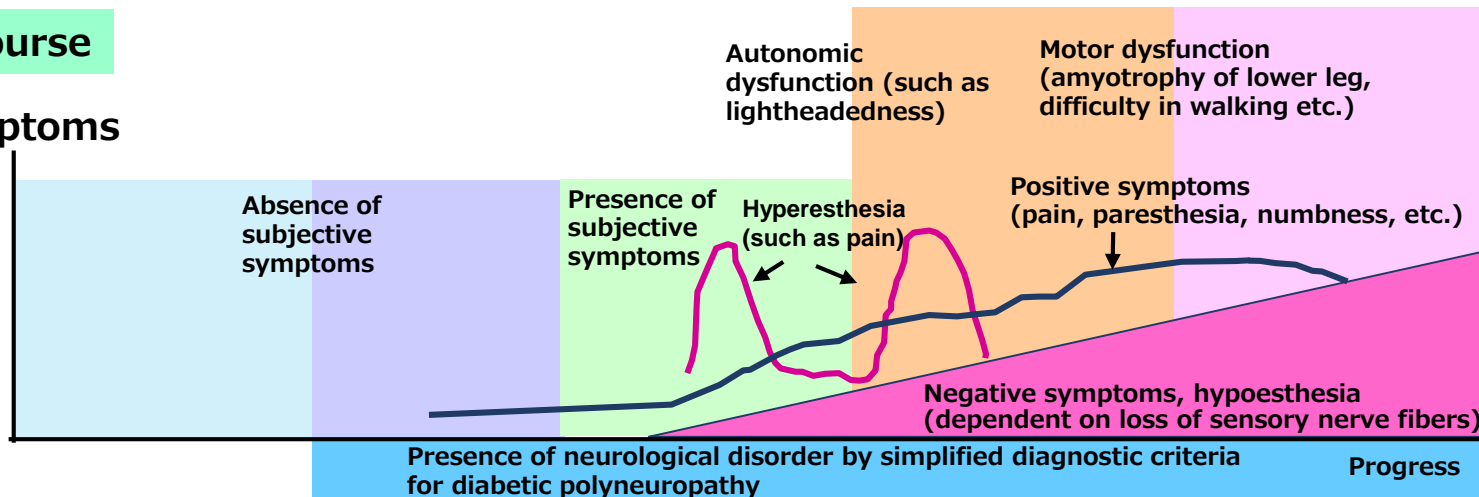 ourse
ptoms
Autonomic
dysfunction (such as
lightheadedness)
Motor dysfunction
(amyotrophy of lower leg,
difficulty in walking etc.)
Absence of
subjective
symptoms
Presence of
subjective
symptoms
Hyperesthesia
(such as pain)
Positive symptoms
(pain, paresthesia, numbness, etc.)
Negative symptoms, hypoesthesia
(dependent on loss of sensory nerve fibers)
Presence of neurological disorder by simplified diagnostic criteria
for diabetic polyneuropathy
Progress